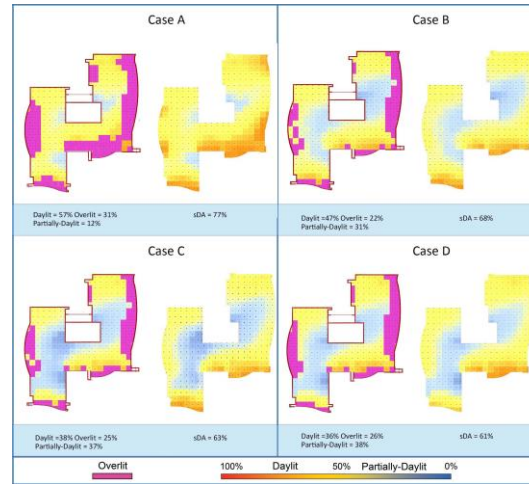 Case A
Case B
Daylit = 57% Overlit = 31%
Partially-Daylit = 12%
sDA = 77%
Daylit =47% Overlit = 22%
Partially-Daylit = 31%
sDA = 68%
Case C
Case D
Daylit =38% Overlit = 25%
Partially-Daylit = 37%
sDA = 63%
Daylit =36% Overlit = 26%
Partially-Daylit = 38%
sDA = 61%
Overlit
100% Daylit 50% Partially-Daylit 0%